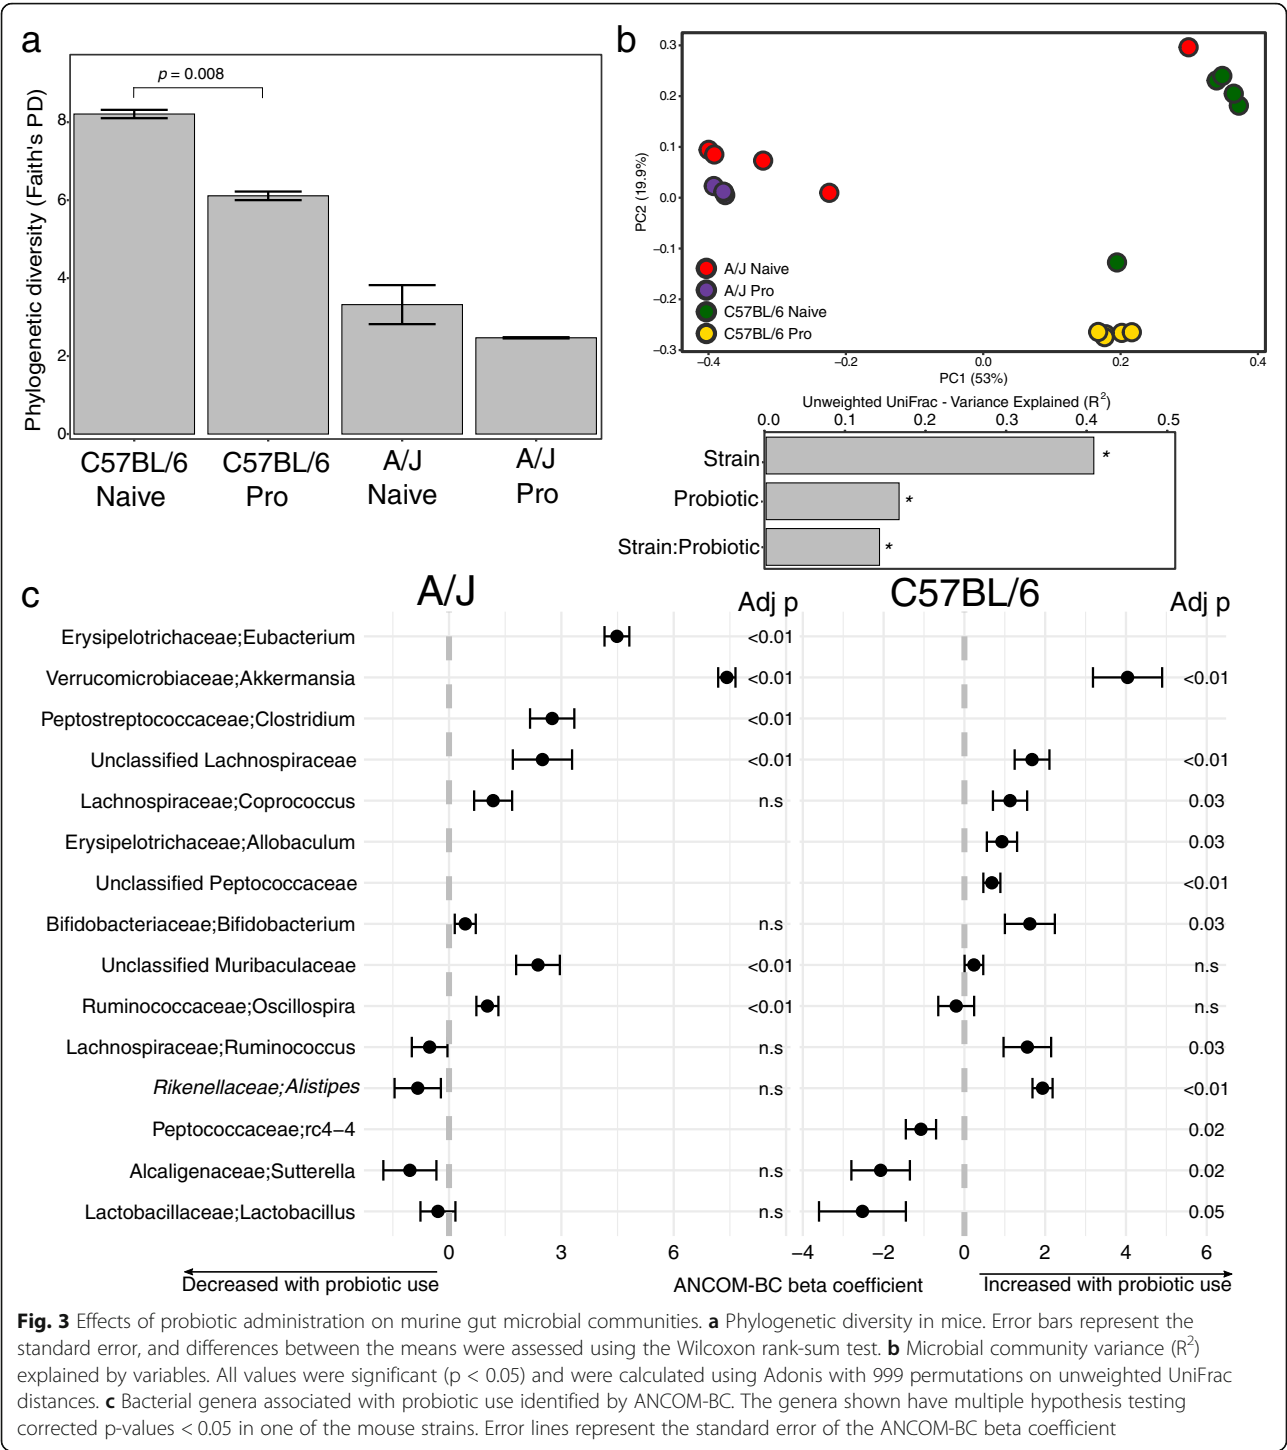 a
p = 0.008
Phylogenetic diversity (Faith's PD)
8
6
4
2
0
C57BL/6 Naive
C57BL/6 Pro
A/J Naive
A/J Pro
b
0.3
0.2
0.1
0.0
−0.1
−0.2
−0.3
PC2 (19.9%)
A/J Naive
A/J Pro
C57BL/6 Naive
C57BL/6 Pro
−0.4 −0.2 0.0 0.2 0.4
PC1 (53%)
Unweighted UniFrac - Variance Explained (R²)
0.0 0.1 0.2 0.3 0.4 0.5
Strain *
Probiotic *
Strain:Probiotic *
c
A/J Adj p C57BL/6 Adj p
Erysipelotrichaceae;Eubacterium <0.01
Verrucomicrobiaceae;Akkermansia <0.01 <0.01
Peptostreptococcaceae;Clostridium <0.01
Unclassified Lachnospiraceae <0.01 <0.01
Lachnospiraceae;Coprococcus n.s 0.03
Erysipelotrichaceae;Allobaculum 0.03
Unclassified Peptococcaceae <0.01
Bifidobacteriaceae;Bifidobacterium n.s 0.03
Unclassified Muribaculaceae <0.01 n.s
Ruminococcaceae;Oscillospira <0.01 n.s
Lachnospiraceae;Ruminococcus n.s 0.03
Rikenellaceae;Alistipes n.s <0.01
Peptococcaceae;rc4−4 0.02
Alcaligenaceae;Sutterella n.s 0.02
Lactobacillaceae;Lactobacillus n.s 0.05
0 3 6 −4 −2 0 2 4 6
Decreased with probiotic use ANCOM-BC beta coefficient Increased with probiotic use
Fig. 3 Effects of probiotic administration on murine gut microbial communities. a Phylogenetic diversity in mice. Error bars represent the
standard error, and differences between the means were assessed using the Wilcoxon rank-sum test. b Microbial community variance (R²)
explained by variables. All values were significant (p < 0.05) and were calculated using Adonis with 999 permutations on unweighted UniFrac
distances. c Bacterial genera associated with probiotic use identified by ANCOM-BC. The genera shown have multiple hypothesis testing
corrected p-values < 0.05 in one of the mouse strains. Error lines represent the standard error of the ANCOM-BC beta coefficient